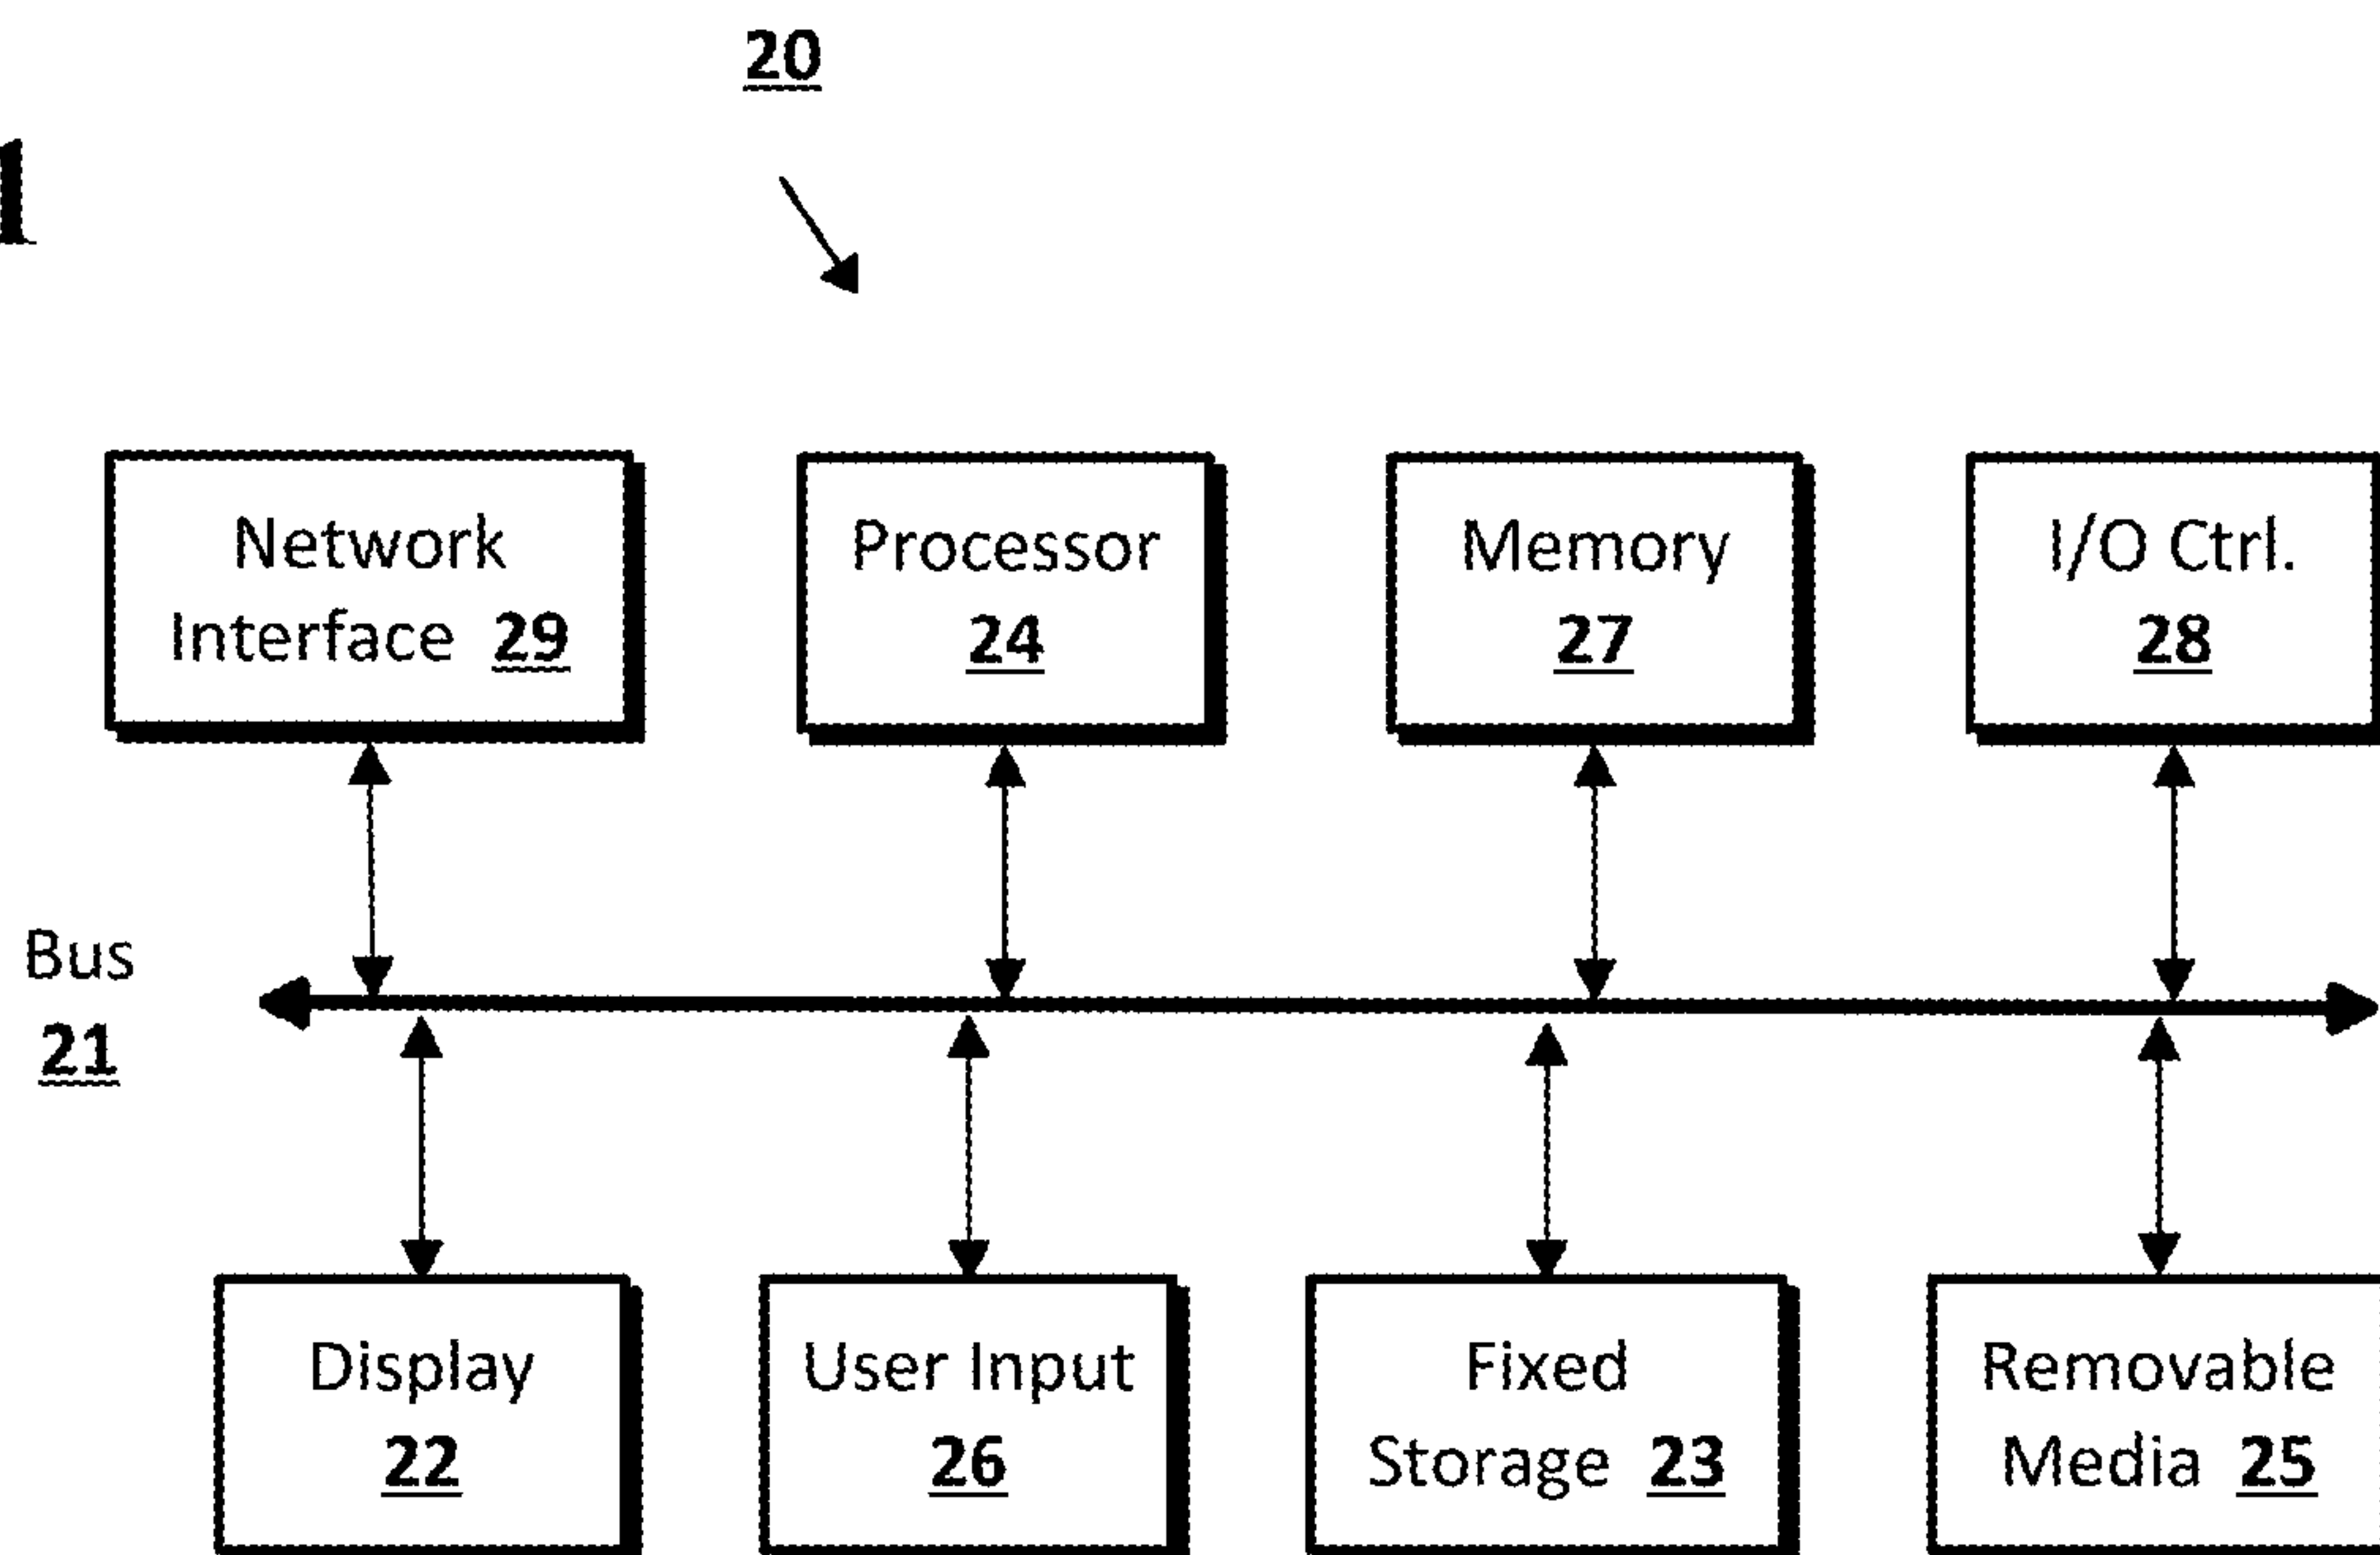 20
1
Network
Interface 29
Processor
24
Memory
27
I/O Ctrl.
28
Bus
21
Display
22
User Input
26
Fixed
Storage 23
Removable
Media 25